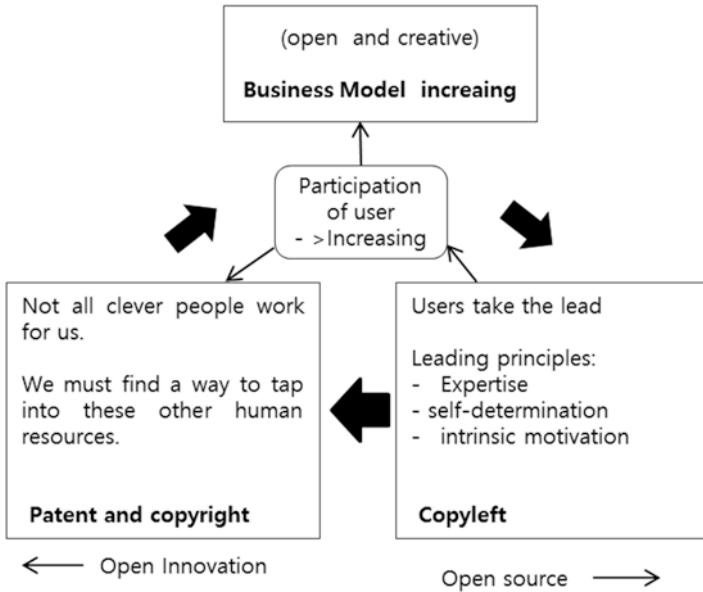 (open and creative)
Business Model increaing
Participation
of user
- >Increasing
Not all clever people work
for us.
We must find a way to tap
into these other human
resources.
Patent and copyright
Users take the lead
Leading principles:
- Expertise
- self-determination
- intrinsic motivation
Copyleft
Open Innovation
Open source